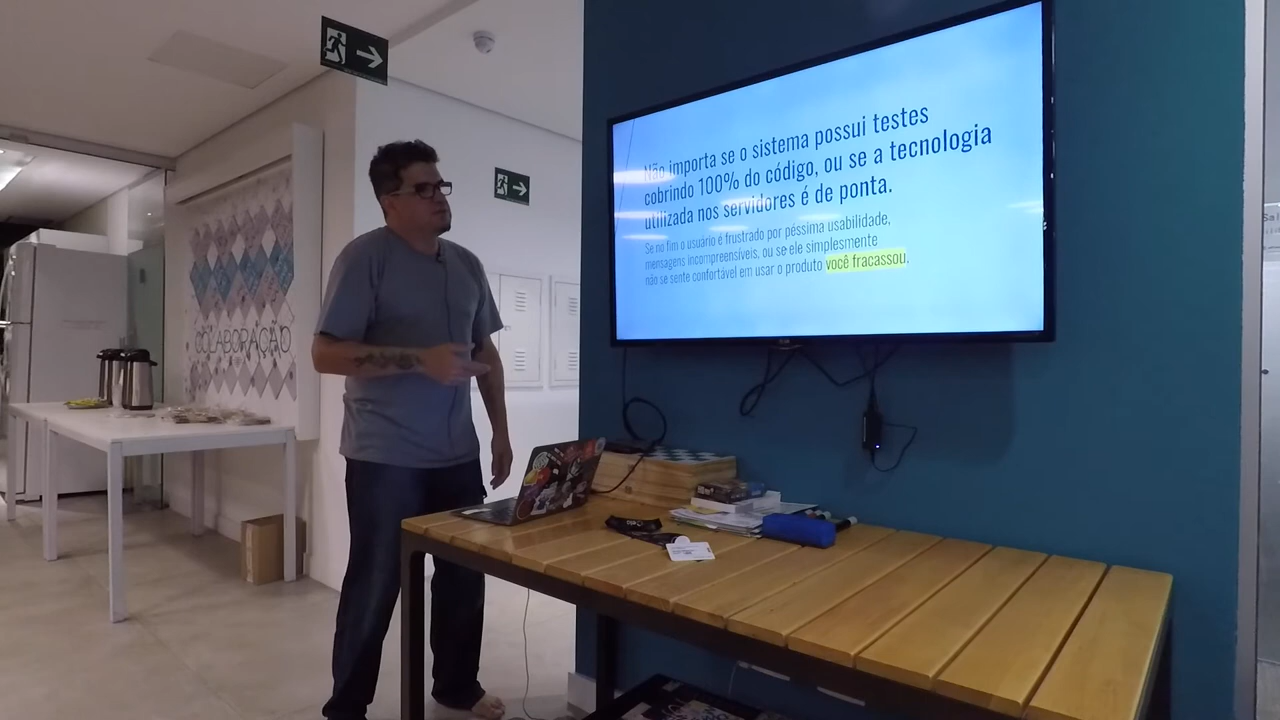 Não importa se o sistema possui testes
cobrindo 100% do código, ou se a tecnologia
utilizada nos servidores é de ponta.
Se no fim o usuário é frustrado por péssima usabilidade,
mensagens incompreensíveis, ou se ele simplesmente
não se sente confortável em usar o produto você fracassou.
COLABORAÇÃO